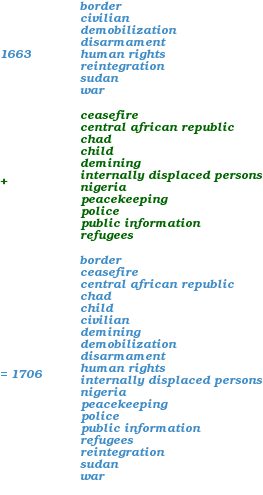 border
civilian
demobilization
disarmament
1663 human rights
reintegration
sudan
war
ceasefire
central african republic
chad
child
demining
internally displaced persons
+ nigeria
peacekeeping
police
public information
refugees
border
ceasefire
central african republic
chad
child
civilian
demining
demobilization
disarmament
human rights
= 1706 internally displaced persons
nigeria
peacekeeping
police
public information
refugees
reintegration
sudan
war